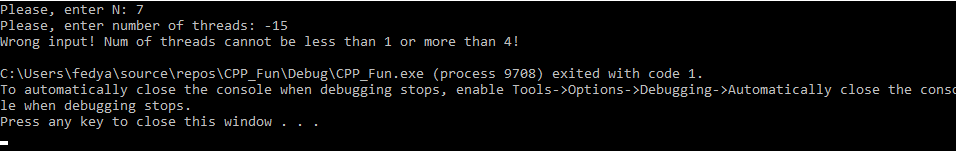 Please, enter N: 7
Please, enter number of threads: -15
Wrong input! Num of threads cannot be less than 1 or more than 4!
C:\Users\fedya\source\repos\CPP_Fun\Debug\CPP_Fun.exe (process 9708) exited with code 1.
To automatically close the console when debugging stops, enable Tools->Options->Debugging->Automatically close the conso
le when debugging stops.
Press any key to close this window . . .